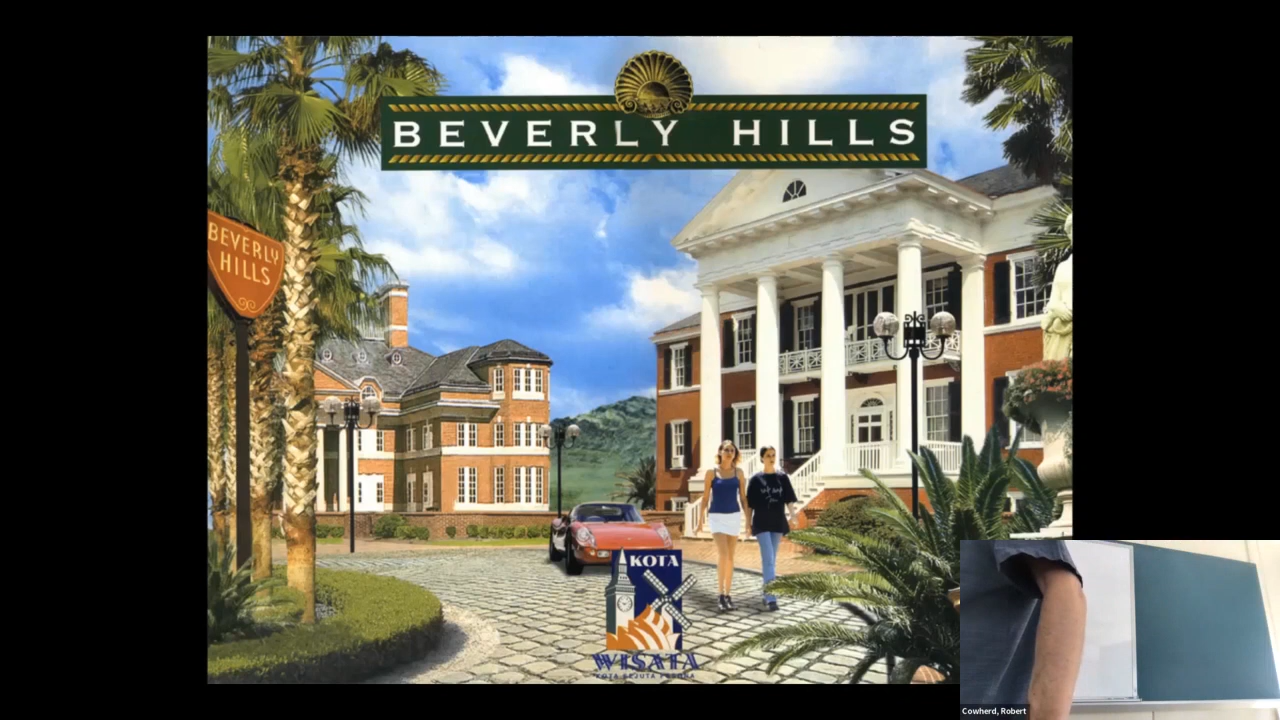 BEVERLY HILLS
BEVERLY
HILLS
KOTA
WISATA
Cowherd, Robert